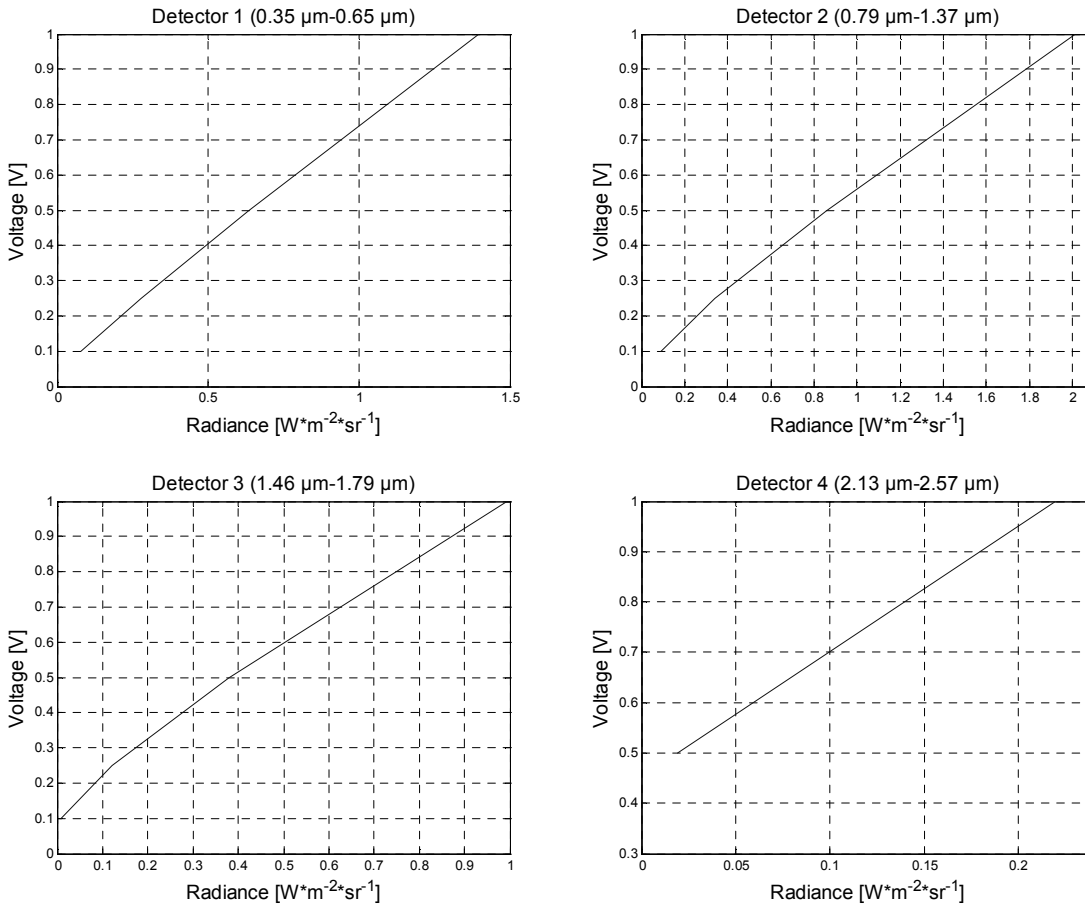 Detector 1 (0.35 µm-0.65 µm)
1
0.9
0.8
0.7
0.6
0.5
0.4
0.3
0.2
0.1
0
Voltage [V]
0 0.5 1 1.5
Radiance [W*m-2*sr-1]
Detector 2 (0.79 µm-1.37 µm)
1
0.9
0.8
0.7
0.6
0.5
0.4
0.3
0.2
0.1
0
Voltage [V]
0 0.2 0.4 0.6 0.8 1 1.2 1.4 1.6 1.8 2
Radiance [W*m-2*sr-1]
Detector 3 (1.46 µm-1.79 µm)
1
0.9
0.8
0.7
0.6
0.5
0.4
0.3
0.2
0.1
0
Voltage [V]
0 0.1 0.2 0.3 0.4 0.5 0.6 0.7 0.8 0.9 1
Radiance [W*m-2*sr-1]
Detector 4 (2.13 µm-2.57 µm)
1
0.9
0.8
0.7
0.6
0.5
0.4
0.3
Voltage [V]
0 0.05 0.1 0.15 0.2
Radiance [W*m-2*sr-1]